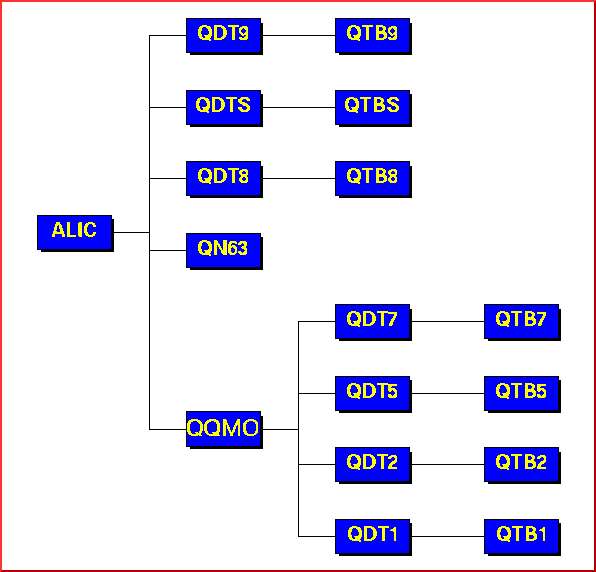 QDT9 QTB9
QDTS QTBS
QDT8 QTB8
ALIC
QN63
QDT7 QTB7
QDT5 QTB5
QQMO
QDT2 QTB2
QDT1 QTB1